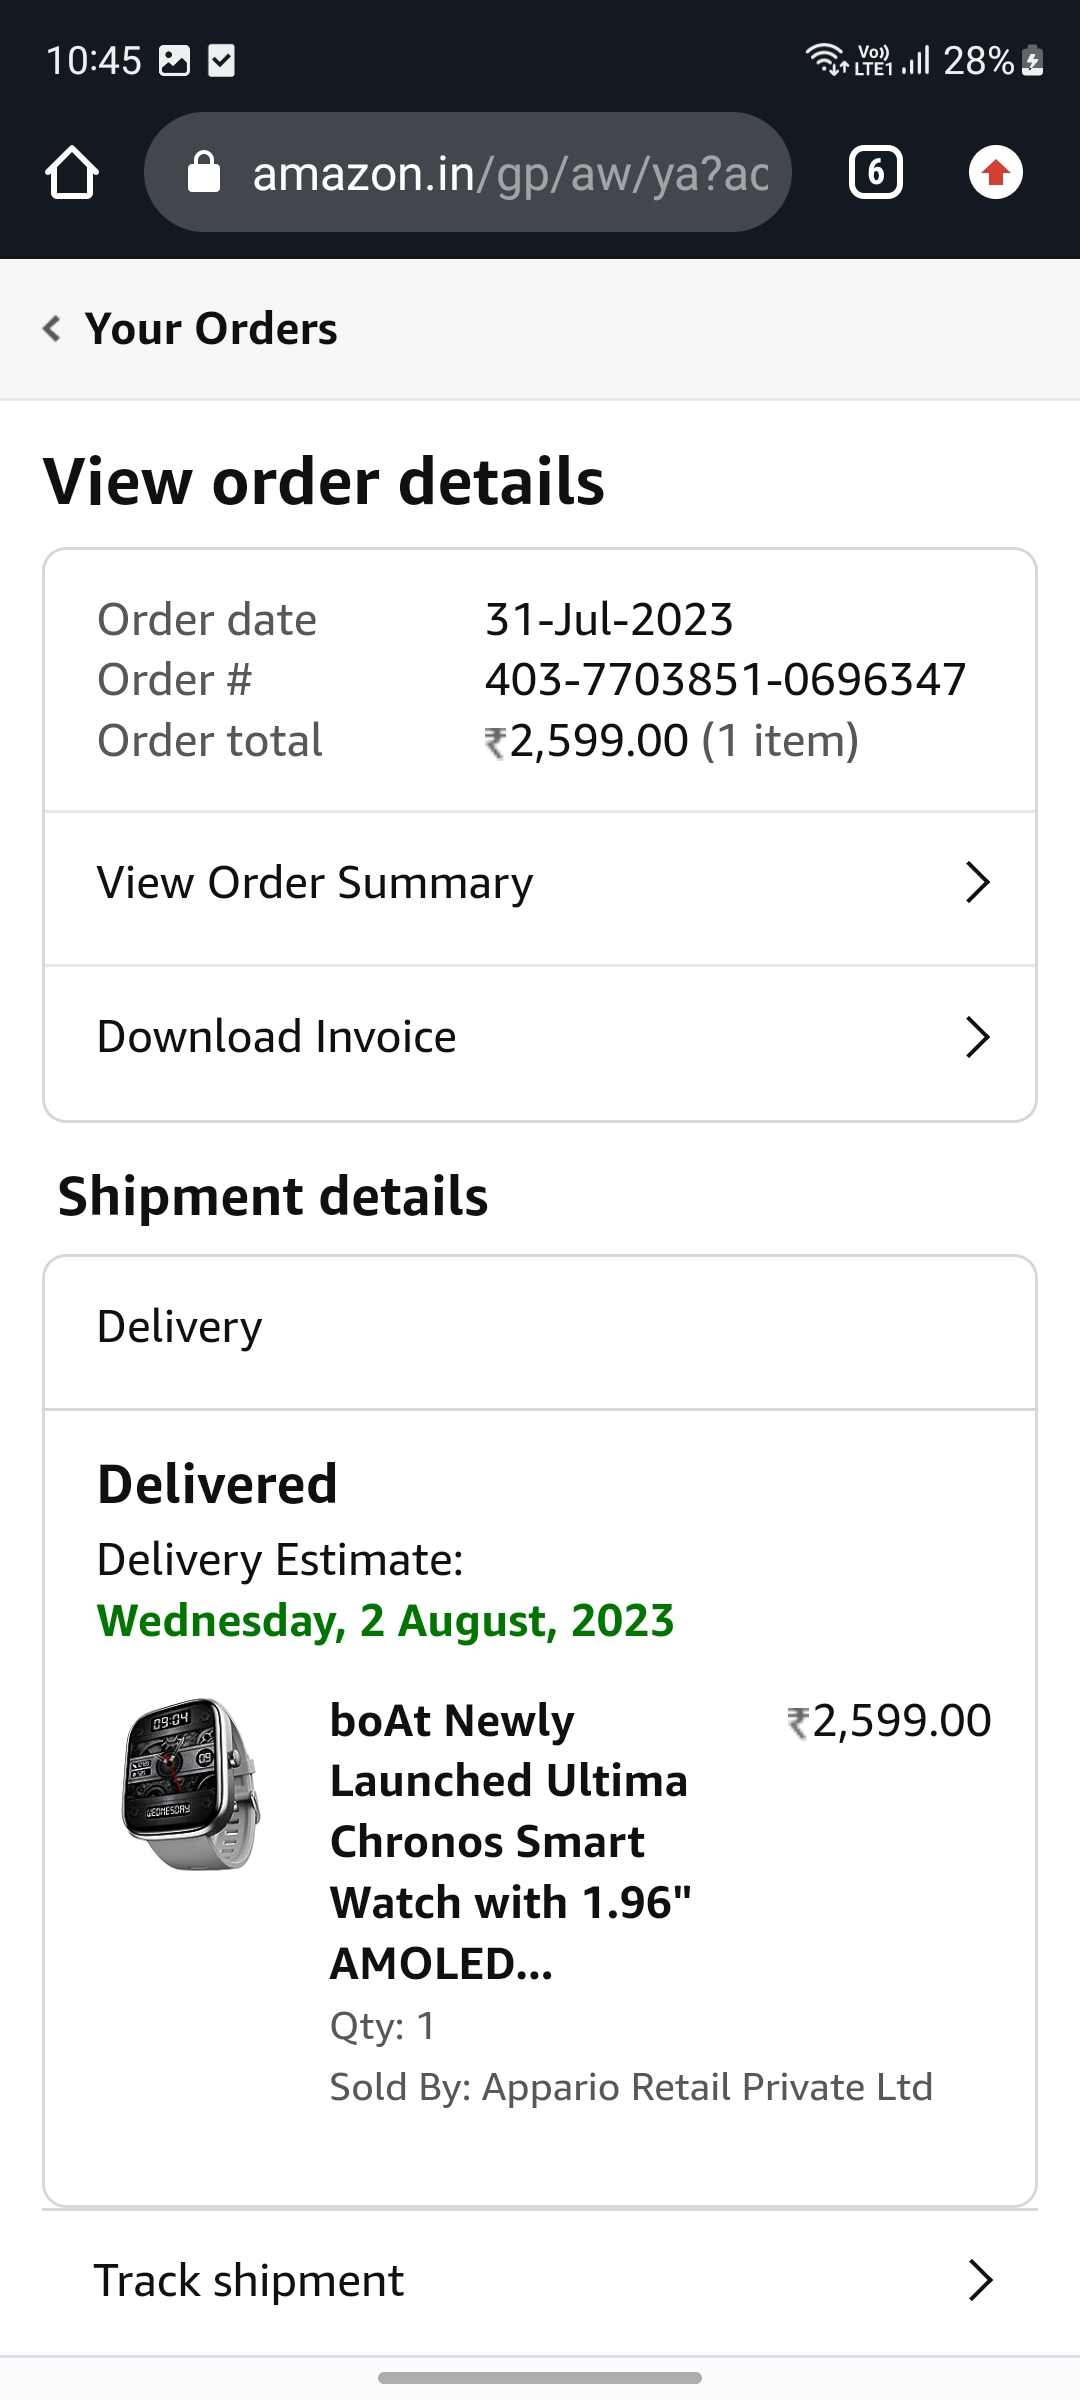 10:45
Vo))
LTE1
28%
amazon.in/gp/aw/ya?ac
6
Your Orders
View order details
Order date 31-Jul-2023
Order # 403-7703851-0696347
Order total ₹2,599.00 (1 item)
View Order Summary
Download Invoice
Shipment details
Delivery
Delivered
Delivery Estimate:
Wednesday, 2 August, 2023
09:04
09
WEDNESDAY
boAt Newly ₹2,599.00
Launched Ultima
Chronos Smart
Watch with 1.96"
AMOLED...
Qty: 1
Sold By: Appario Retail Private Ltd
Track shipment